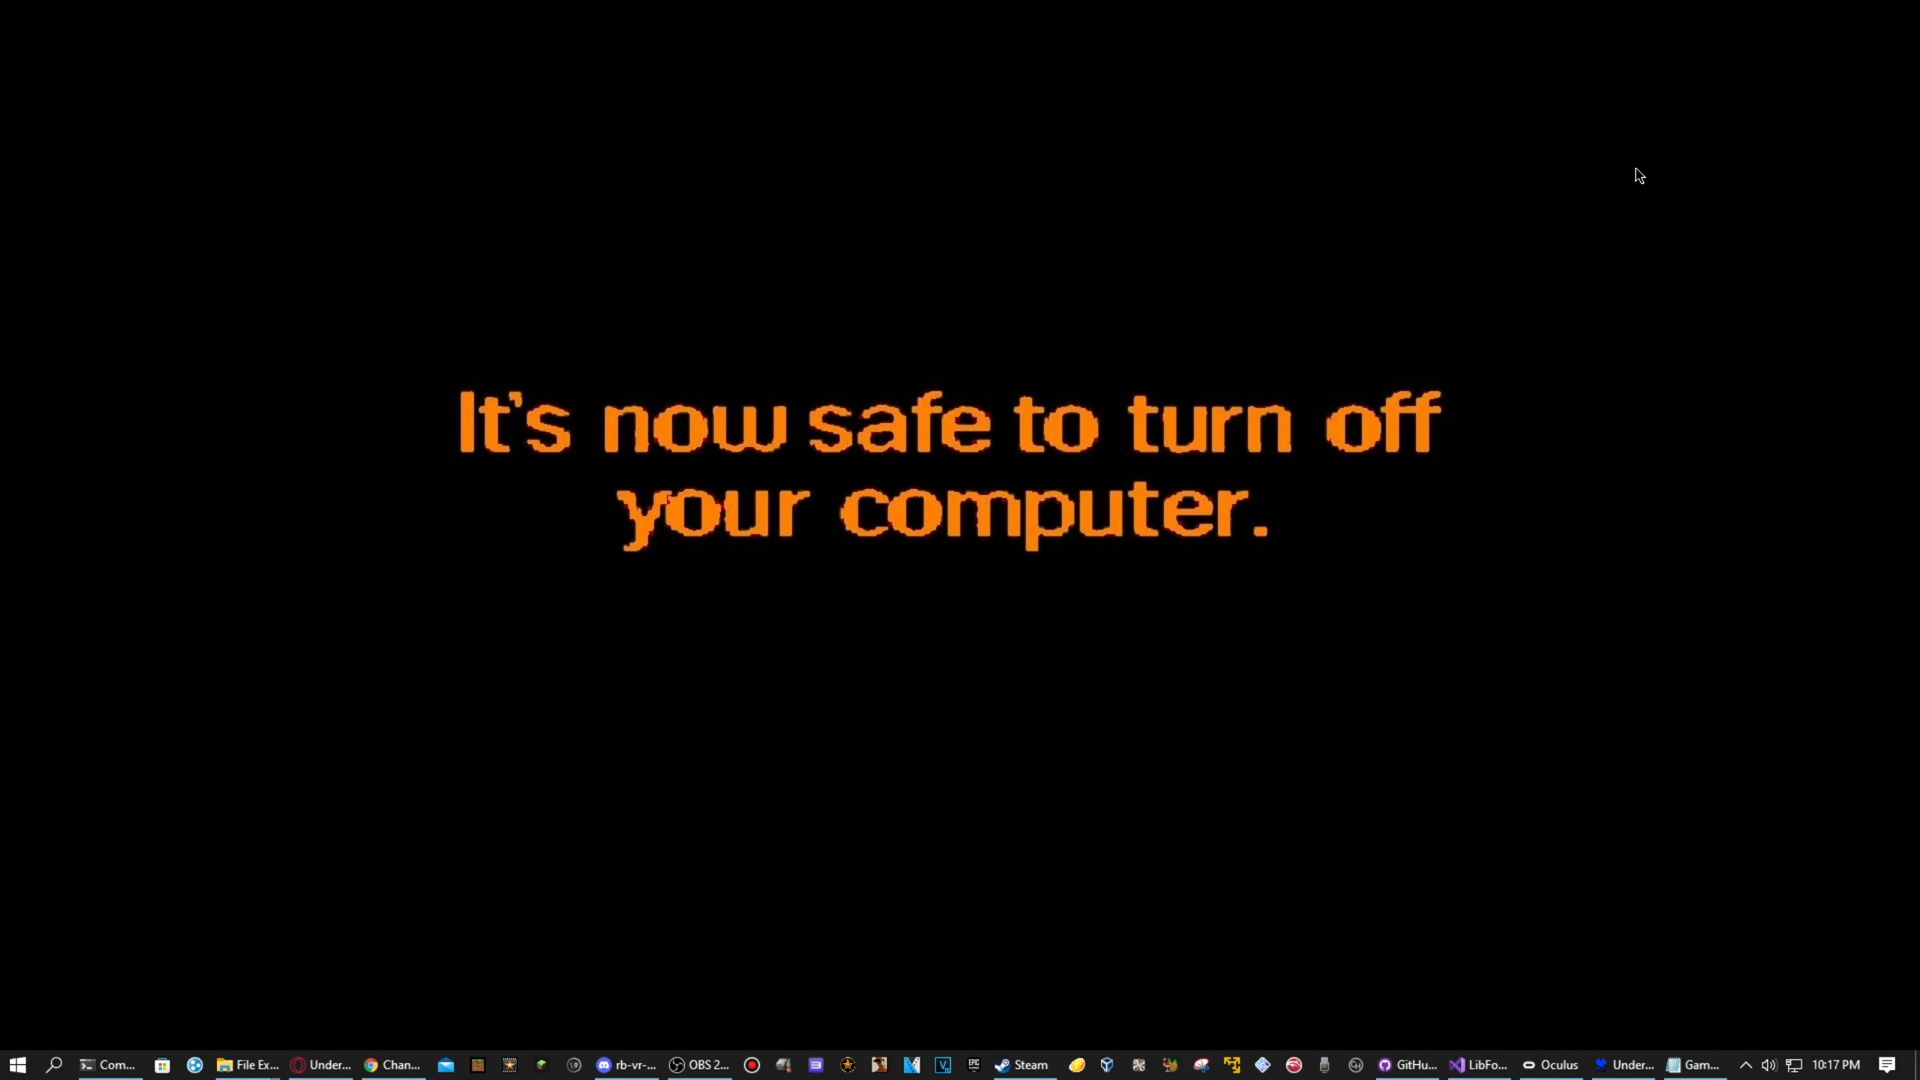 It's now safe to turn off
your computer.
Com...
File Ex...
Under...
Chan...
rb-vr-...
OBS 2...
EPIC
Steam
GitHu...
LibFo...
Oculus
Under...
Gam...
10:17 PM